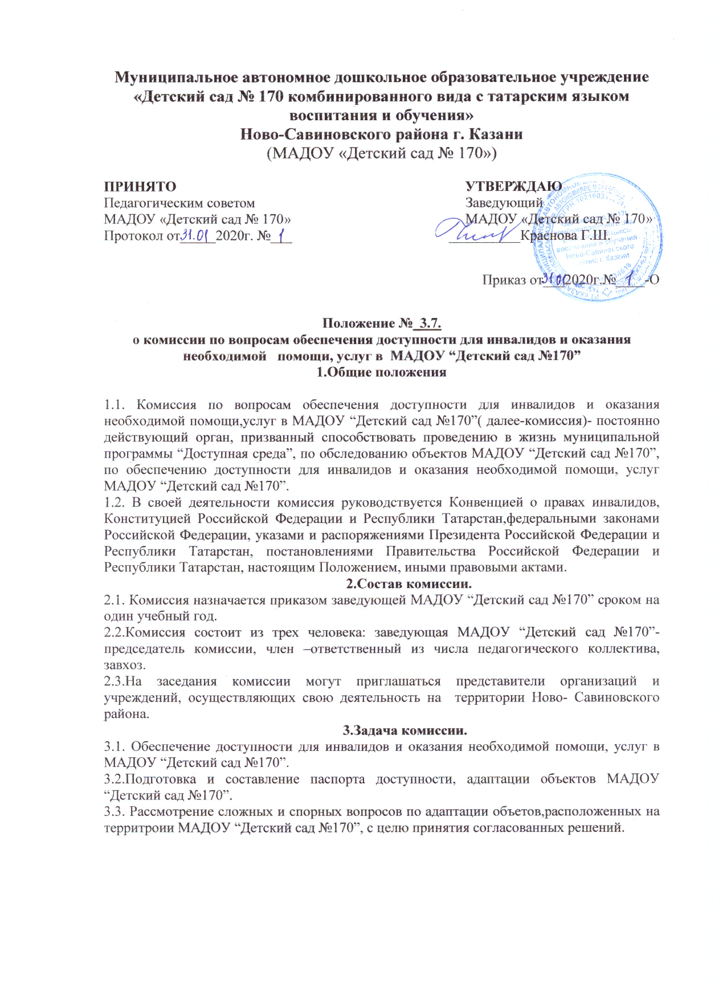 Муниципальное автономное дошкольное образовательное учреждение
«Детский сад № 170 комбинированного вида с татарским языком
воспитания и обучения»
Ново-Савиновского района г. Казани
(МАДОУ «Детский сад № 170»)
ПРИНЯТО
Педагогическим советом
МАДОУ «Детский сад № 170»
Протокол от 31.01 2020г. № 1
УТВЕРЖДАЮ
Заведующий
МАДОУ «Детский сад № 170»
Краснова Г.Ш.
Приказ от 31 01 2020г.№ 1 -О
воспитания и обучения
Ново-Савиновского
района г. Казани
Положение № 3.7.
о комиссии по вопросам обеспечения доступности для инвалидов и оказания
необходимой помощи, услуг в МАДОУ “Детский сад №170”
1.Общие положения
1.1. Комиссия по вопросам обеспечения доступности для инвалидов и оказания
необходимой помощи,услуг в МАДОУ “Детский сад №170”( далее-комиссия)- постоянно
действующий орган, призванный способствовать проведению в жизнь муниципальной
программы “Доступная среда”, по обследованию объектов МАДОУ “Детский сад №170”,
по обеспечению доступности для инвалидов и оказания необходимой помощи, услуг
МАДОУ “Детский сад №170”.
1.2. В своей деятельности комиссия руководствуется Конвенцией о правах инвалидов,
Конституцией Российской Федерации и Республики Татарстан,федеральными законами
Российской Федерации, указами и распоряжениями Президента Российской Федерации и
Республики Татарстан, постановлениями Правительства Российской Федерации и
Республики Татарстан, настоящим Положением, иными правовыми актами.
2.Состав комиссии.
2.1. Комиссия назначается приказом заведующей МАДОУ “Детский сад №170” сроком на
один учебный год.
2.2.Комиссия состоит из трех человека: заведующая МАДОУ “Детский сад №170”-
председатель комиссии, член –ответственный из числа педагогического коллектива,
завхоз.
2.3.На заседания комиссии могут приглашаться представители организаций и
учреждений, осуществляющих свою деятельность на территории Ново- Савиновского
района.
3.Задача комиссии.
3.1. Обеспечение доступности для инвалидов и оказания необходимой помощи, услуг в
МАДОУ “Детский сад №170”.
3.2.Подготовка и составление паспорта доступности, адаптации объектов МАДОУ
“Детский сад №170”.
3.3. Рассмотрение сложных и спорных вопросов по адаптации объетов,расположенных на
территроии МАДОУ “Детский сад №170”, с целю принятия согласованных решений.